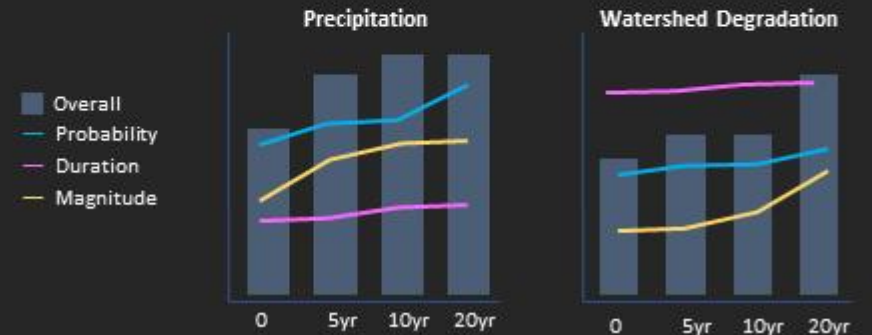 Precipitation
Watershed Degradation
Overall
Probability
Duration
Magnitude
0 5yr 10yr 20yr
0 5yr 10yr 20yr